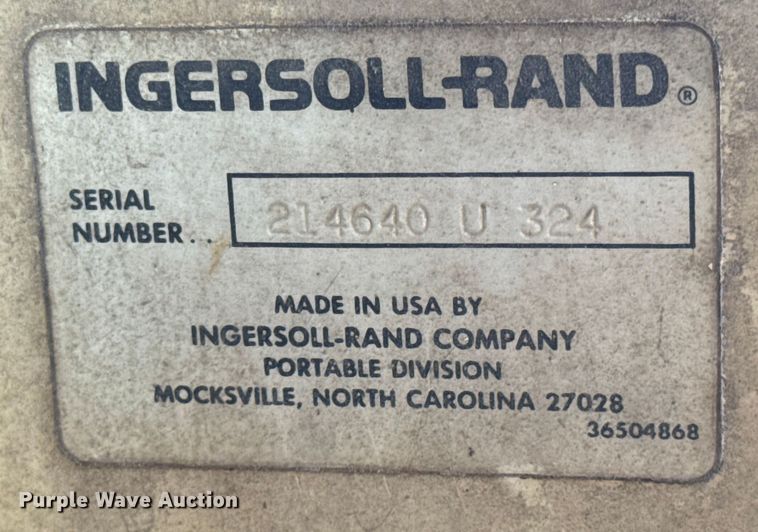 INGERSOLL-RAND®
SERIAL
NUMBER.. 214640 U 324
MADE IN USA BY
INGERSOLL-RAND COMPANY
PORTABLE DIVISION
MOCKSVILLE, NORTH CAROLINA 27028
36504868
Purple Wave Auction